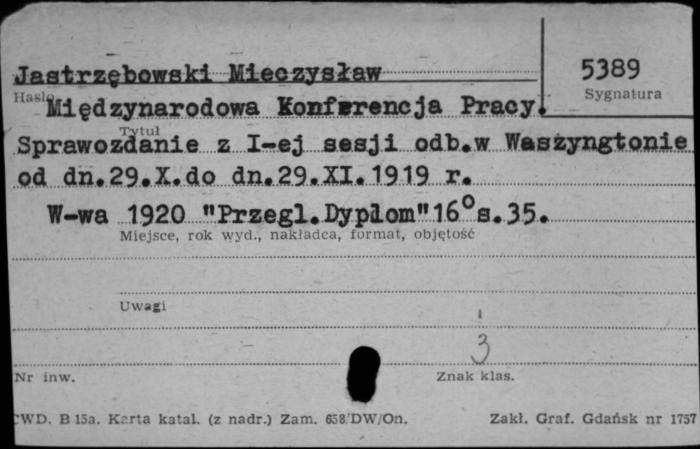 Jastrzębowski Mieczysław
5389
Hasło
Sygnatura
Międzynarodowa Konferencja Pracy.
Tytuł
Sprawozdanie z I-ej sesji odb.w Waszyngtonie
od dn.29.X.do dn.29.XI.1919 r.
W-wa 1920 "Przegl.Dyplom"16° s.35.
Miejsce, rok wyd., nakładca, format, objętość
Uwagi
3
Nr inw.
Znak klas.
CWD. B 15a. Karta katal. (z nadr.) Zam. 658/DW/On.
Zakł. Graf. Gdańsk nr 1757